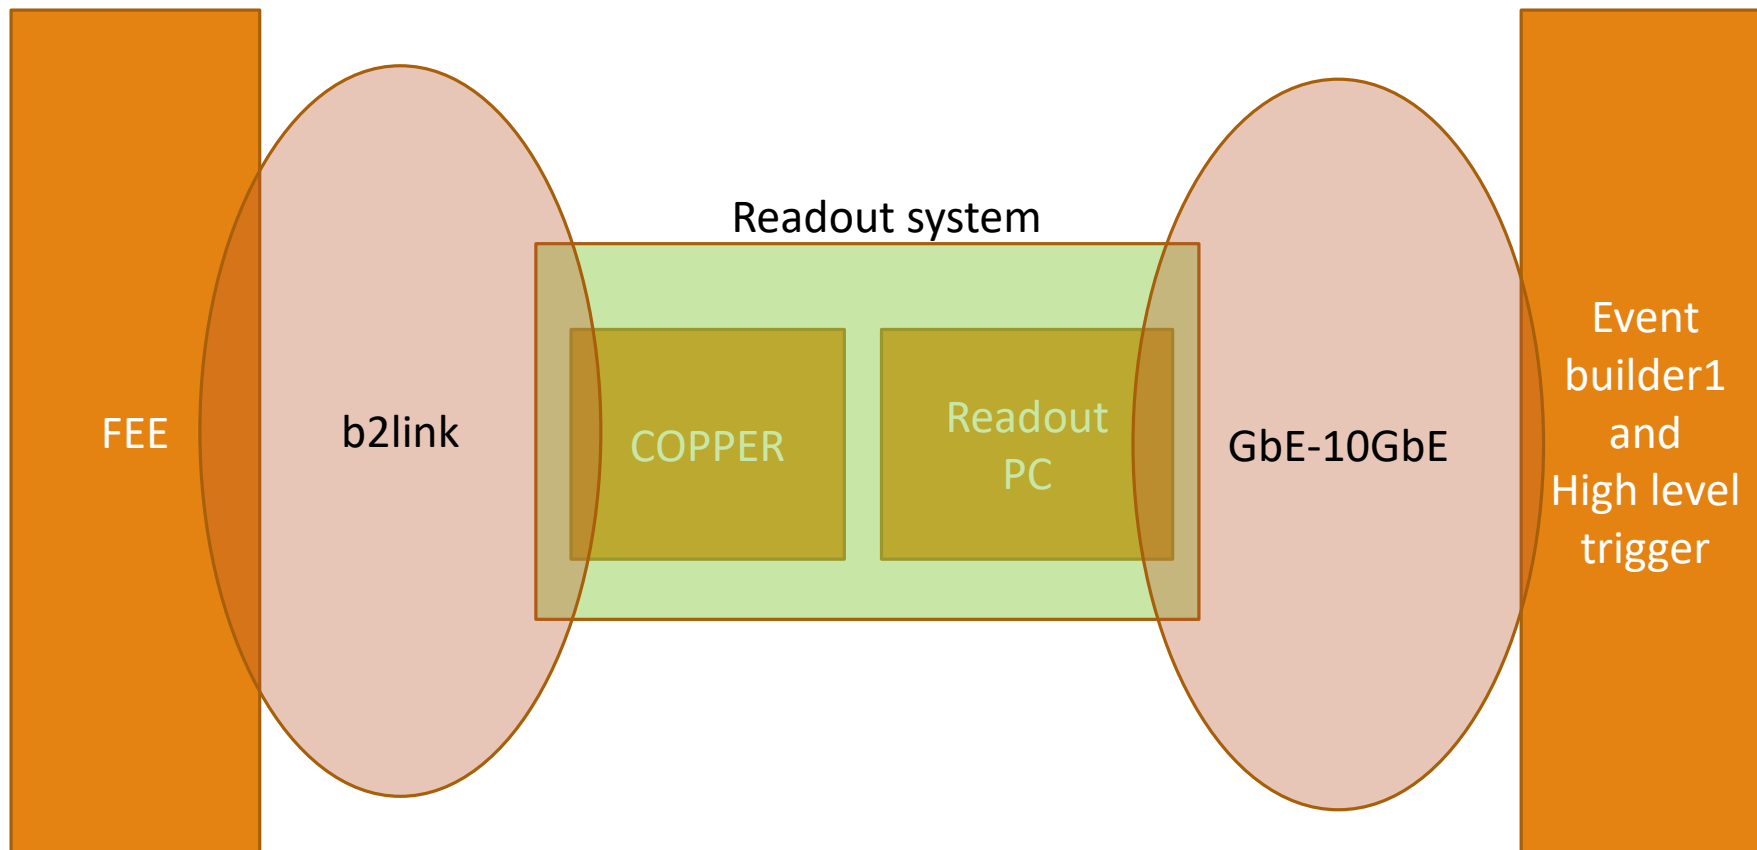 Readout system
FEE
b2link
COPPER
Readout
PC
GbE-10GbE
Event
builder1
and
High level
trigger